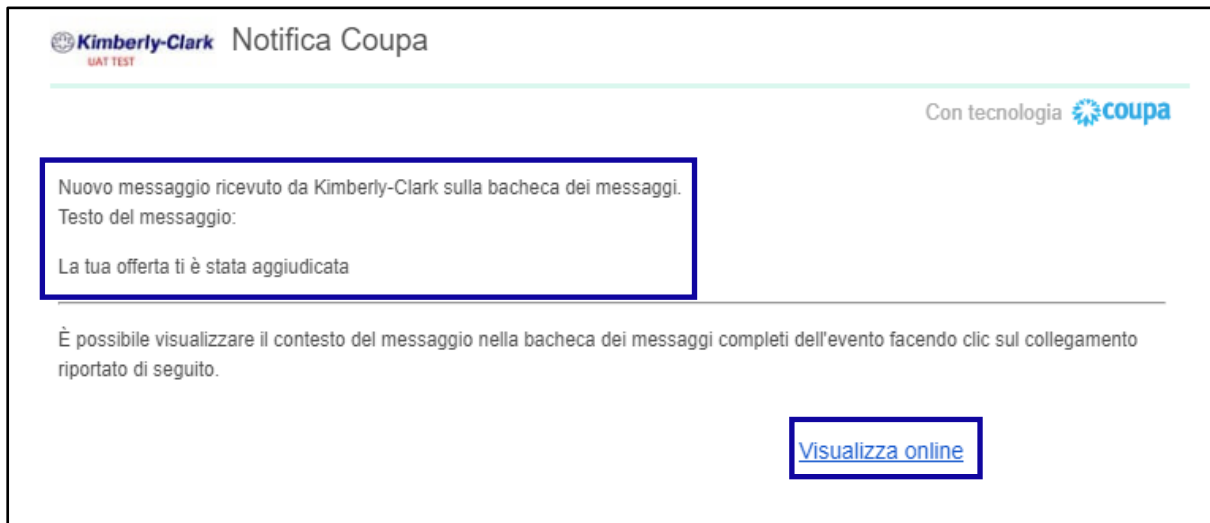 Kimberly-Clark Notifica Coupa
UAT TEST
Con tecnologia coupa
Nuovo messaggio ricevuto da Kimberly-Clark sulla bacheca dei messaggi.
Testo del messaggio:
La tua offerta ti è stata aggiudicata
È possibile visualizzare il contesto del messaggio nella bacheca dei messaggi completi dell'evento facendo clic sul collegamento
riportato di seguito.
Visualizza online